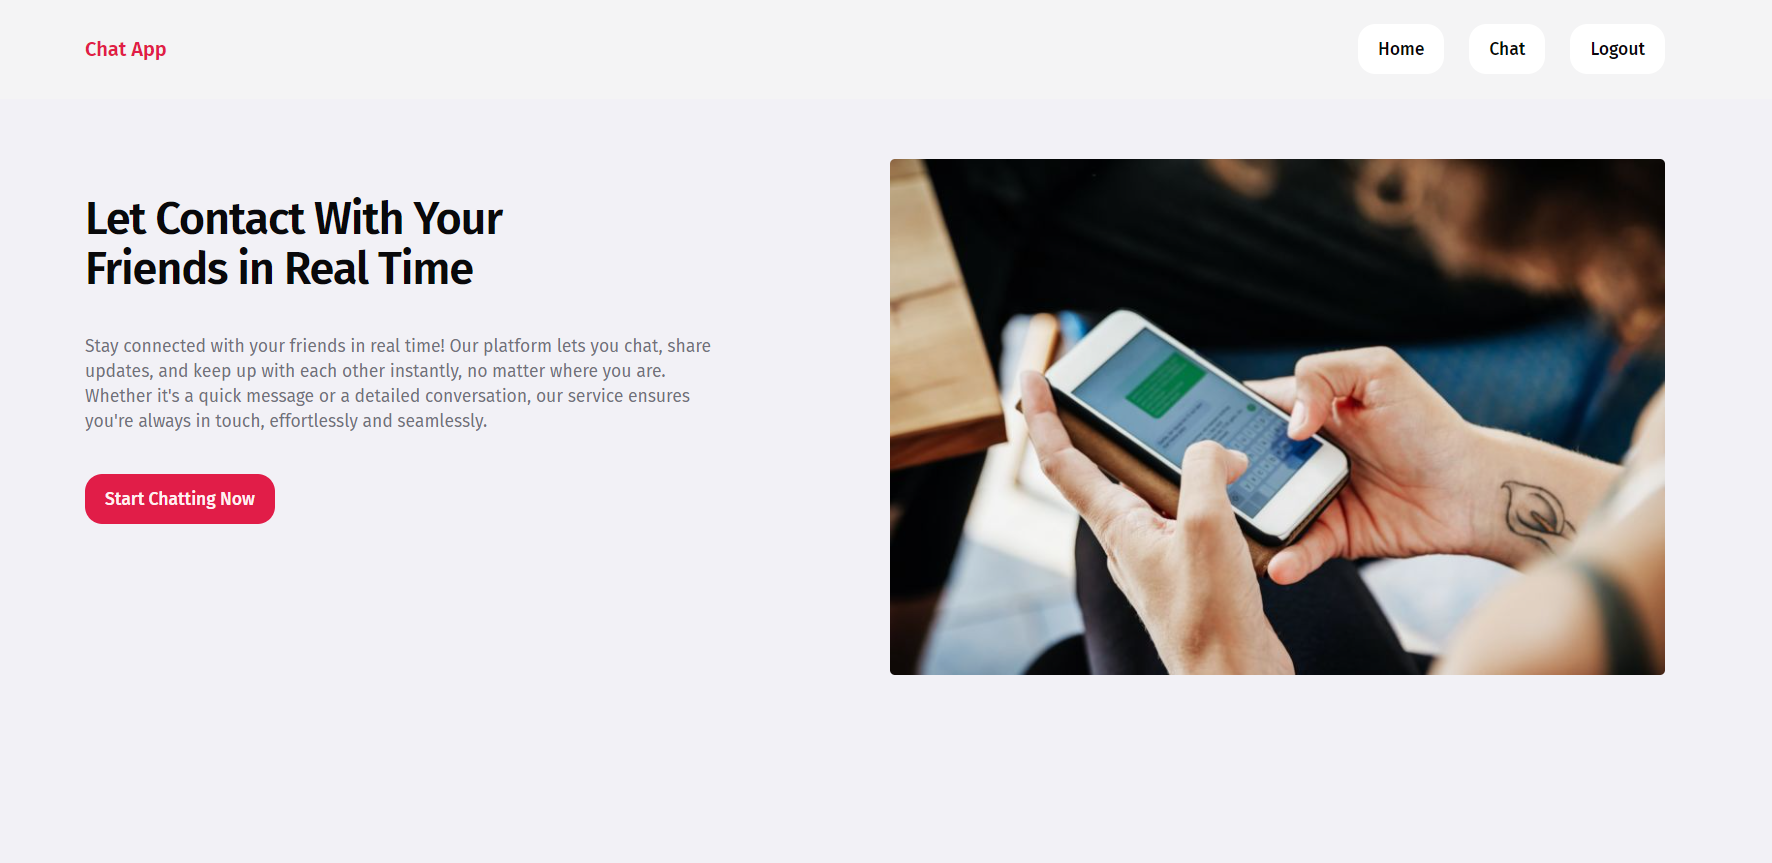 Chat App
Home
Chat
Logout
Let Contact With Your
Friends in Real Time
Stay connected with your friends in real time! Our platform lets you chat, share
updates, and keep up with each other instantly, no matter where you are.
Whether it's a quick message or a detailed conversation, our service ensures
you're always in touch, effortlessly and seamlessly.
Start Chatting Now